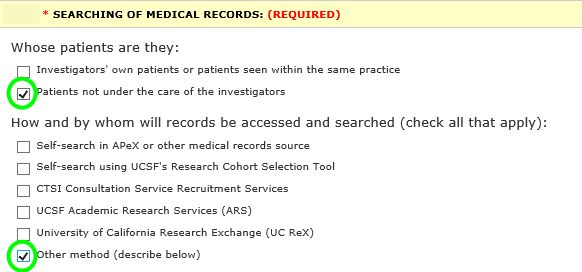 * SEARCHING OF MEDICAL RECORDS: (REQUIRED)
Whose patients are they:
Investigators' own patients or patients seen within the same practice
Patients not under the care of the investigators
How and by whom will records be accessed and searched (check all that apply):
Self-search in APeX or other medical records source
Self-search using UCSF's Research Cohort Selection Tool
CTSI Consultation Service Recruitment Services
UCSF Academic Research Services (ARS)
University of California Research Exchange (UC ReX)
Other method (describe below)